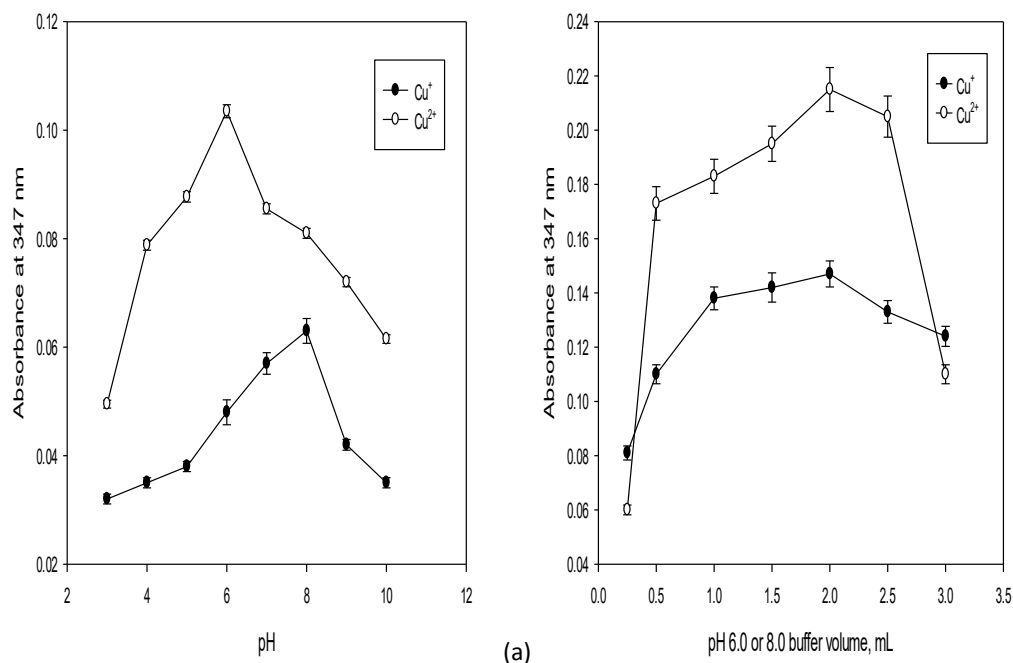 0.12
0.10
0.08
0.06
0.04
0.02
Absorbance at 347 nm
2 4 6 8 10 12
pH
Cu+
Cu2+
0.24
0.22
0.20
0.18
0.16
0.14
0.12
0.10
0.08
0.06
0.04
Absorbance at 347 nm
0.0 0.5 1.0 1.5 2.0 2.5 3.0 3.5
pH 6.0 or 8.0 buffer volume, mL
Cu+
Cu2+
(a)